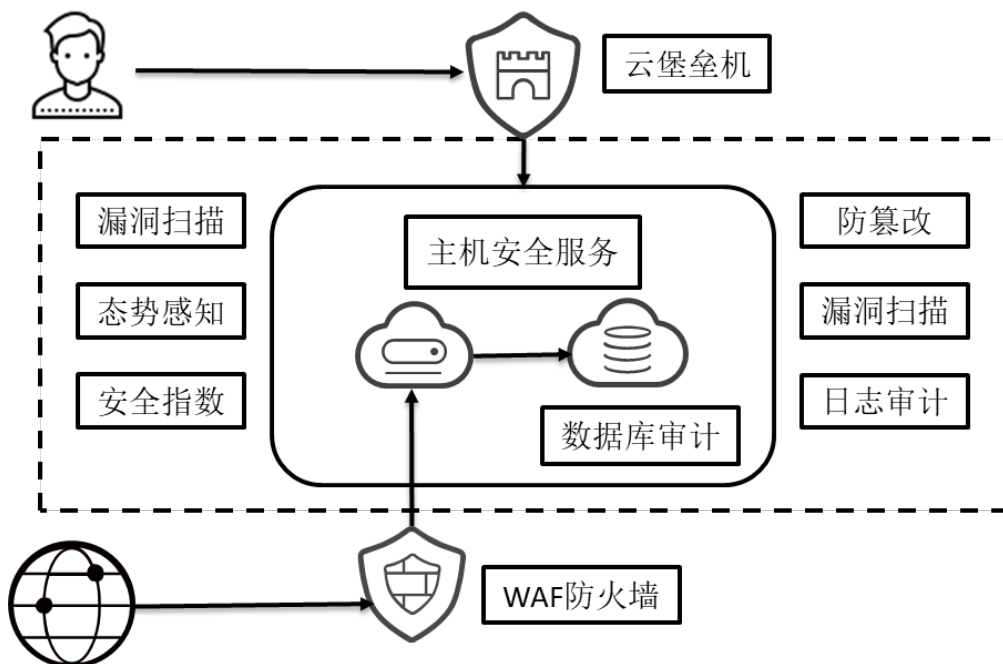 云堡垒机
漏洞扫描
主机安全服务
防篡改
态势感知
漏洞扫描
安全指数
数据库审计
日志审计
WAF防火墙